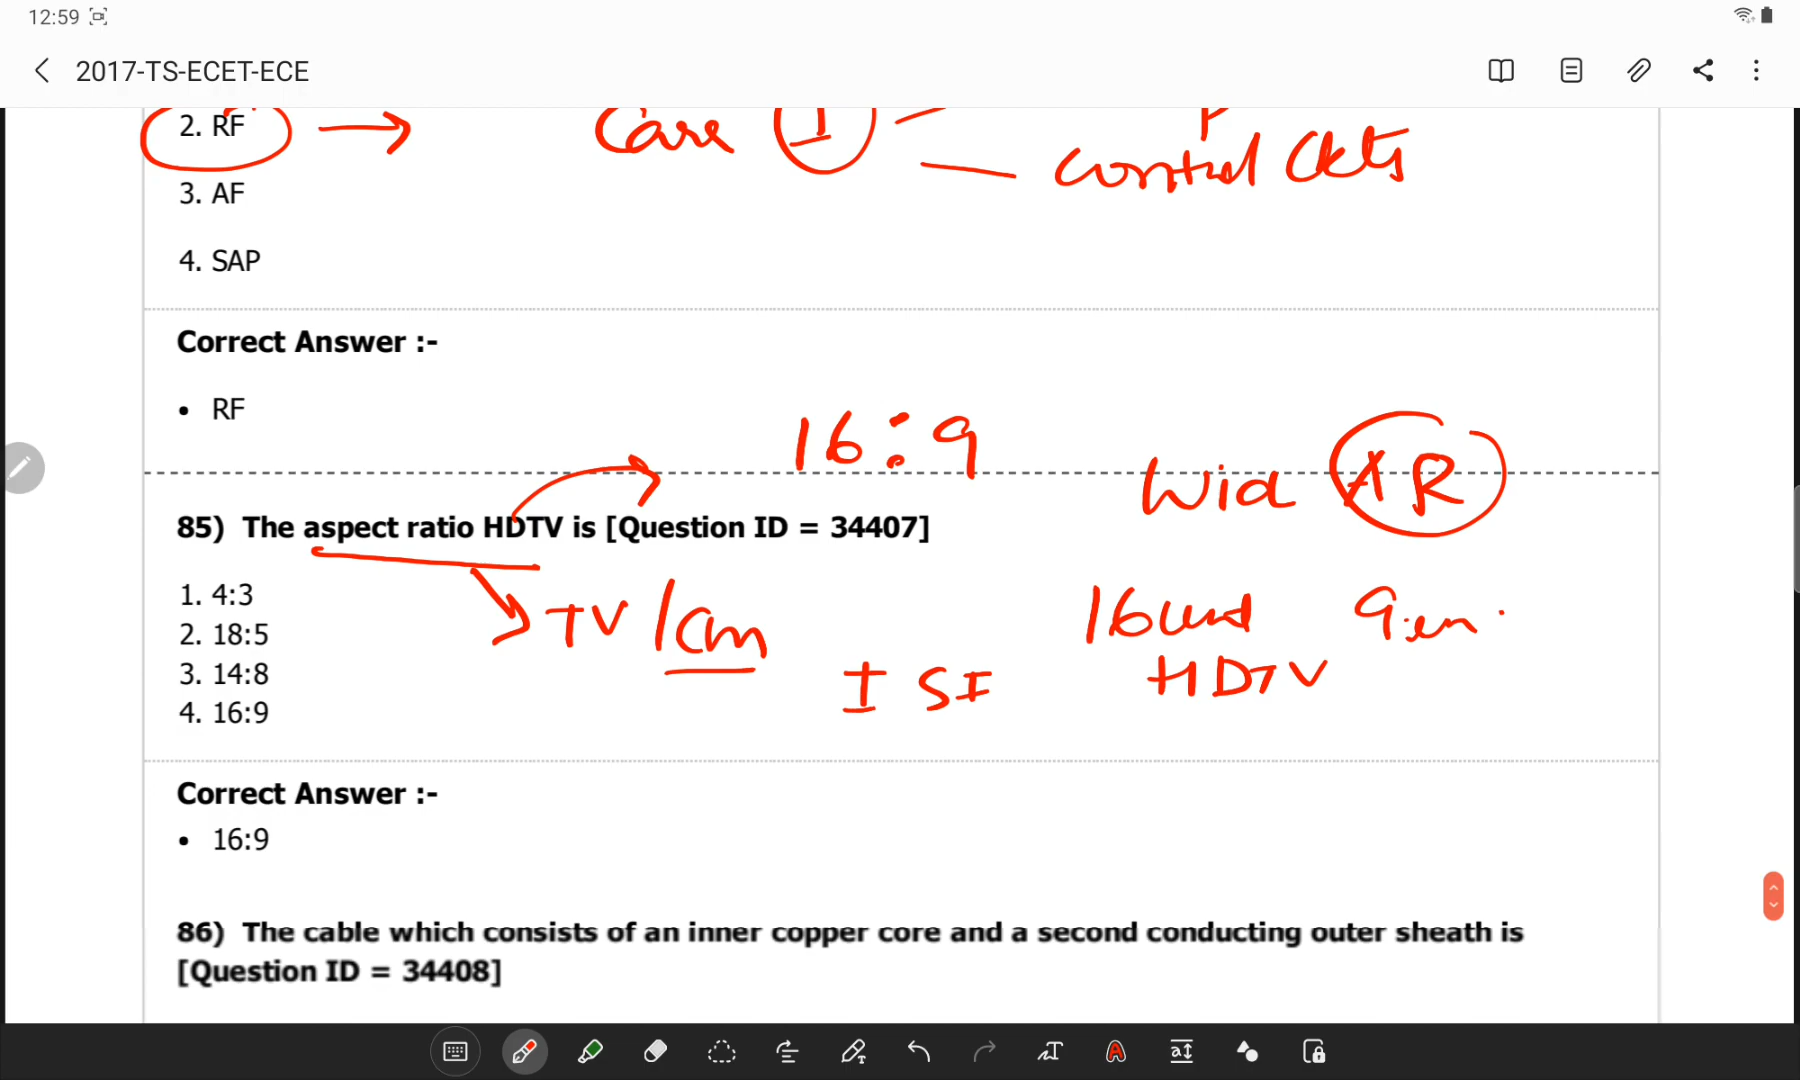 12:59
2017-TS-ECET-ECE
2. RF
Case I
control Ckts
3. AF
4. SAP
Correct Answer :-
• RF
16:9
Wid AR
85) The aspect ratio HDTV is [Question ID = 34407]
1. 4:3
2. 18:5
3. 14:8
4. 16:9
TV / Cm
I SI
HDTV
Correct Answer :-
• 16:9
86) The cable which consists of an inner copper core and a second conducting outer sheath is
[Question ID = 34408]